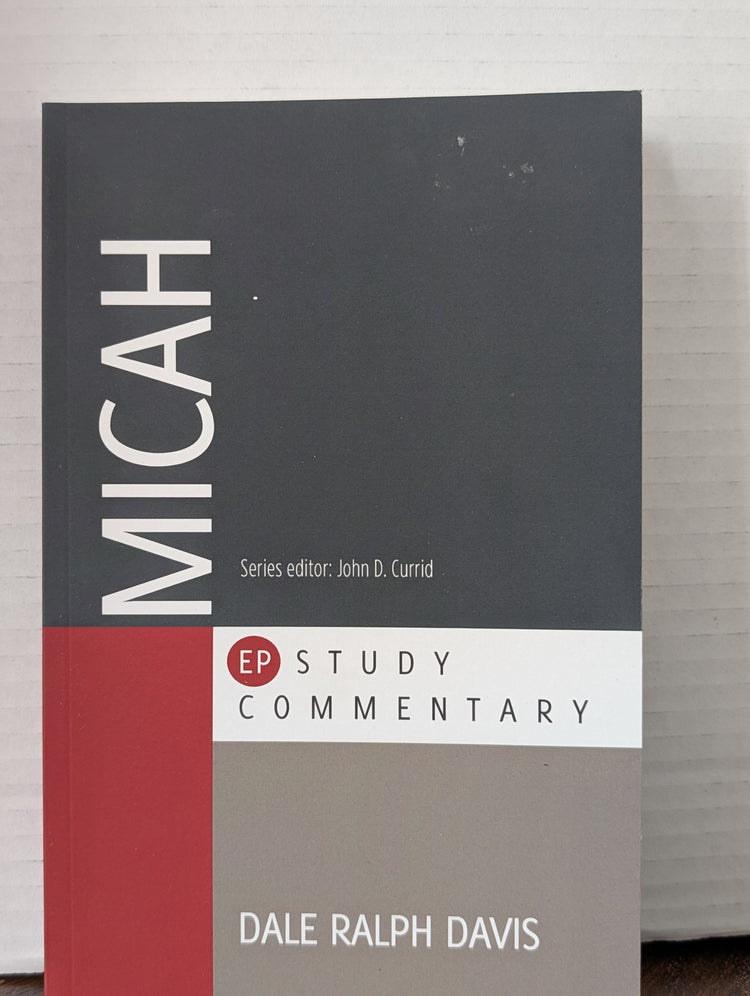 MICAH
Series editor: John D. Currid
EP STUDY
COMMENTARY
DALE RALPH DAVIS